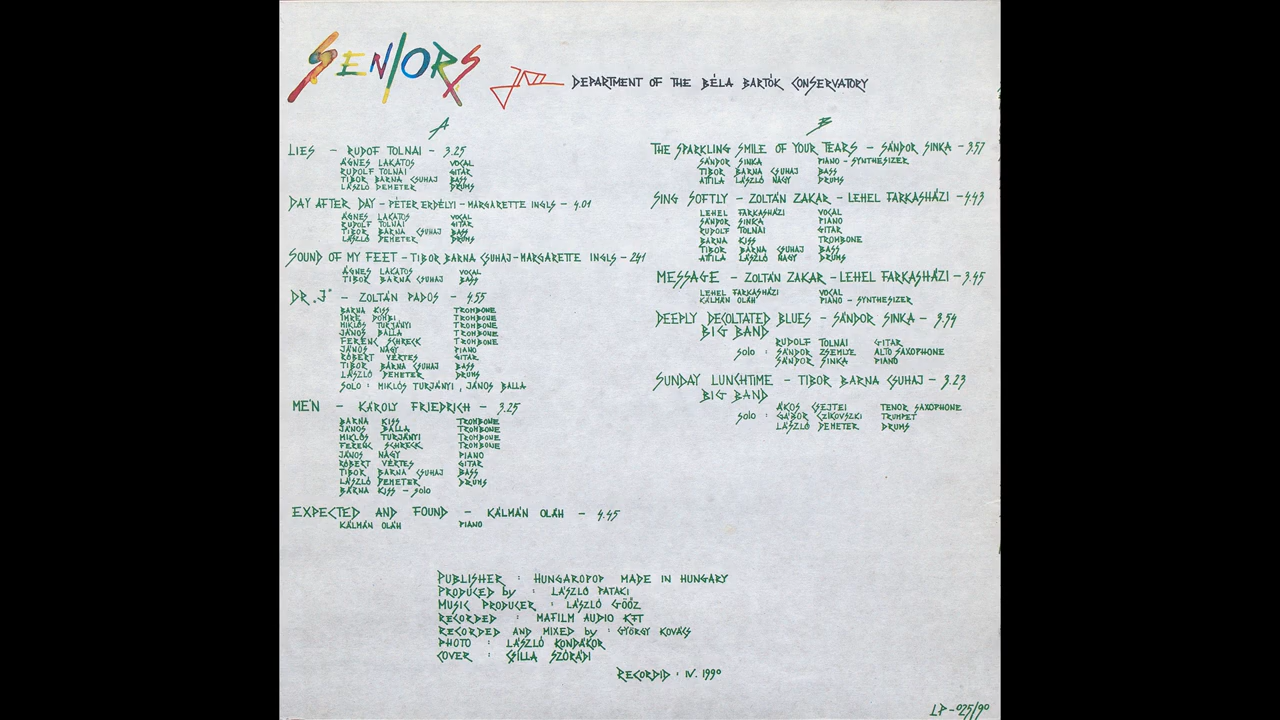 SENIORS
JAZZ DEPARTMENT OF THE BÉLA BARTÓK CONSERVATORY
A
LIES - RUDOF TOLNAI - 3.25
ÁGNES LAKATOS VOCAL
RUDOLF TOLNAI GITAR
TIBOR BARNA CSUHAJ BASS
LÁSZLÓ DEMETER DRUMS
DAY AFTER DAY - PÉTER ERDÉLYI - MARGARETTE INGLS - 4.01
ÁGNES LAKATOS VOCAL
RUDOLF TOLNAI GITAR
TIBOR BARNA CSUHAJ BASS
LÁSZLÓ DEMETER DRUMS
SOUND OF MY FEET - TIBOR BARNA CSUHAJ - MARGARETTE INGLS - 2.41
ÁGNES LAKATOS VOCAL
TIBOR BARNA CSUHAJ BASS
DR. "J" - ZOLTÁN PADOS - 4.55
BARNA KISS TROMBONE
IMRE DOMBI TROMBONE
MIKLÓS TURJÁNYI TROMBONE
JÁNOS BALLA TROMBONE
FERENC SCHRECK TROMBONE
JÁNOS NAGY PIANO
RÓBERT VÉRTES GITAR
TIBOR BARNA CSUHAJ BASS
LÁSZLÓ DEMETER DRUMS
SOLO : MIKLÓS TURJÁNYI, JÁNOS BALLA
ME'N - KÁROLY FRIEDRICH - 3.25
BARNA KISS TROMBONE
JÁNOS BALLA TROMBONE
MIKLÓS TURJÁNYI TROMBONE
FERENC SCHRECK TROMBONE
JÁNOS NAGY PIANO
RÓBERT VÉRTES GITAR
TIBOR BARNA CSUHAJ BASS
LÁSZLÓ DEMETER DRUMS
BARNA KISS - SOLO
EXPECTED AND FOUND - KÁLMÁN OLÁH - 4.45
KÁLMÁN OLÁH PIANO
B
THE SPARKLING SMILE OF YOUR TEARS - SÁNDOR SINKA - 3.57
SÁNDOR SINKA PIANO - SYNTHESIZER
TIBOR BARNA CSUHAJ BASS
ATTILA LÁSZLÓ NAGY DRUMS
SING SOFTLY - ZOLTÁN ZAKAR - LEHEL FARKASHÁZI - 4.43
LEHEL FARKASHÁZI VOCAL
SÁNDOR SINKA PIANO
RUDOLF TOLNAI GITAR
BARNA KISS TROMBONE
TIBOR BARNA CSUHAJ BASS
ATTILA LÁSZLÓ NAGY DRUMS
MESSAGE - ZOLTÁN ZAKAR - LEHEL FARKASHÁZI - 3.45
LEHEL FARKASHÁZI VOCAL
KÁLMÁN OLÁH PIANO - SYNTHESIZER
DEEPLY DECOLTATED BLUES - SÁNDOR SINKA - 3.54
BIG BAND
RUDOLF TOLNAI GITAR
SOLO : SÁNDOR ZSEMLYE ALTO SAXOPHONE
SÁNDOR SINKA PIANO
SUNDAY LUNCHTIME - TIBOR BARNA CSUHAJ - 3.23
BIG BAND
ÁKOS CSEJTEI TENOR SAXOPHONE
SOLO : GÁBOR CZIKOVSZKI TRUMPET
LÁSZLÓ DEMETER DRUMS
PUBLISHER : HUNGAROPOP MADE IN HUNGARY
PRODUCED by : LÁSZLÓ PATAKI
MUSIC PRODUCER : LÁSZLÓ GŐŐZ
RECORDED : MAFILM AUDIO KFT
RECORDED AND MIXED by : GYÖRGY KOVÁCS
PHOTO : LÁSZLÓ KONDÁKOR
COVER : CSILLA SZÓRÁDI
RECORDID : IV. 1990
LP-025/90